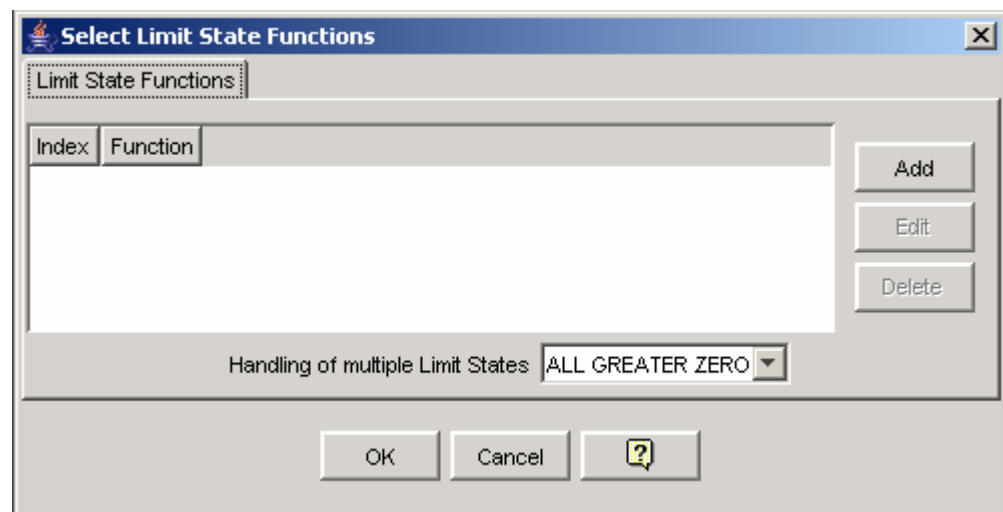 Select Limit State Functions
Limit State Functions
Index Function
Add
Edit
Delete
Handling of multiple Limit States ALL GREATER ZERO
OK Cancel ?